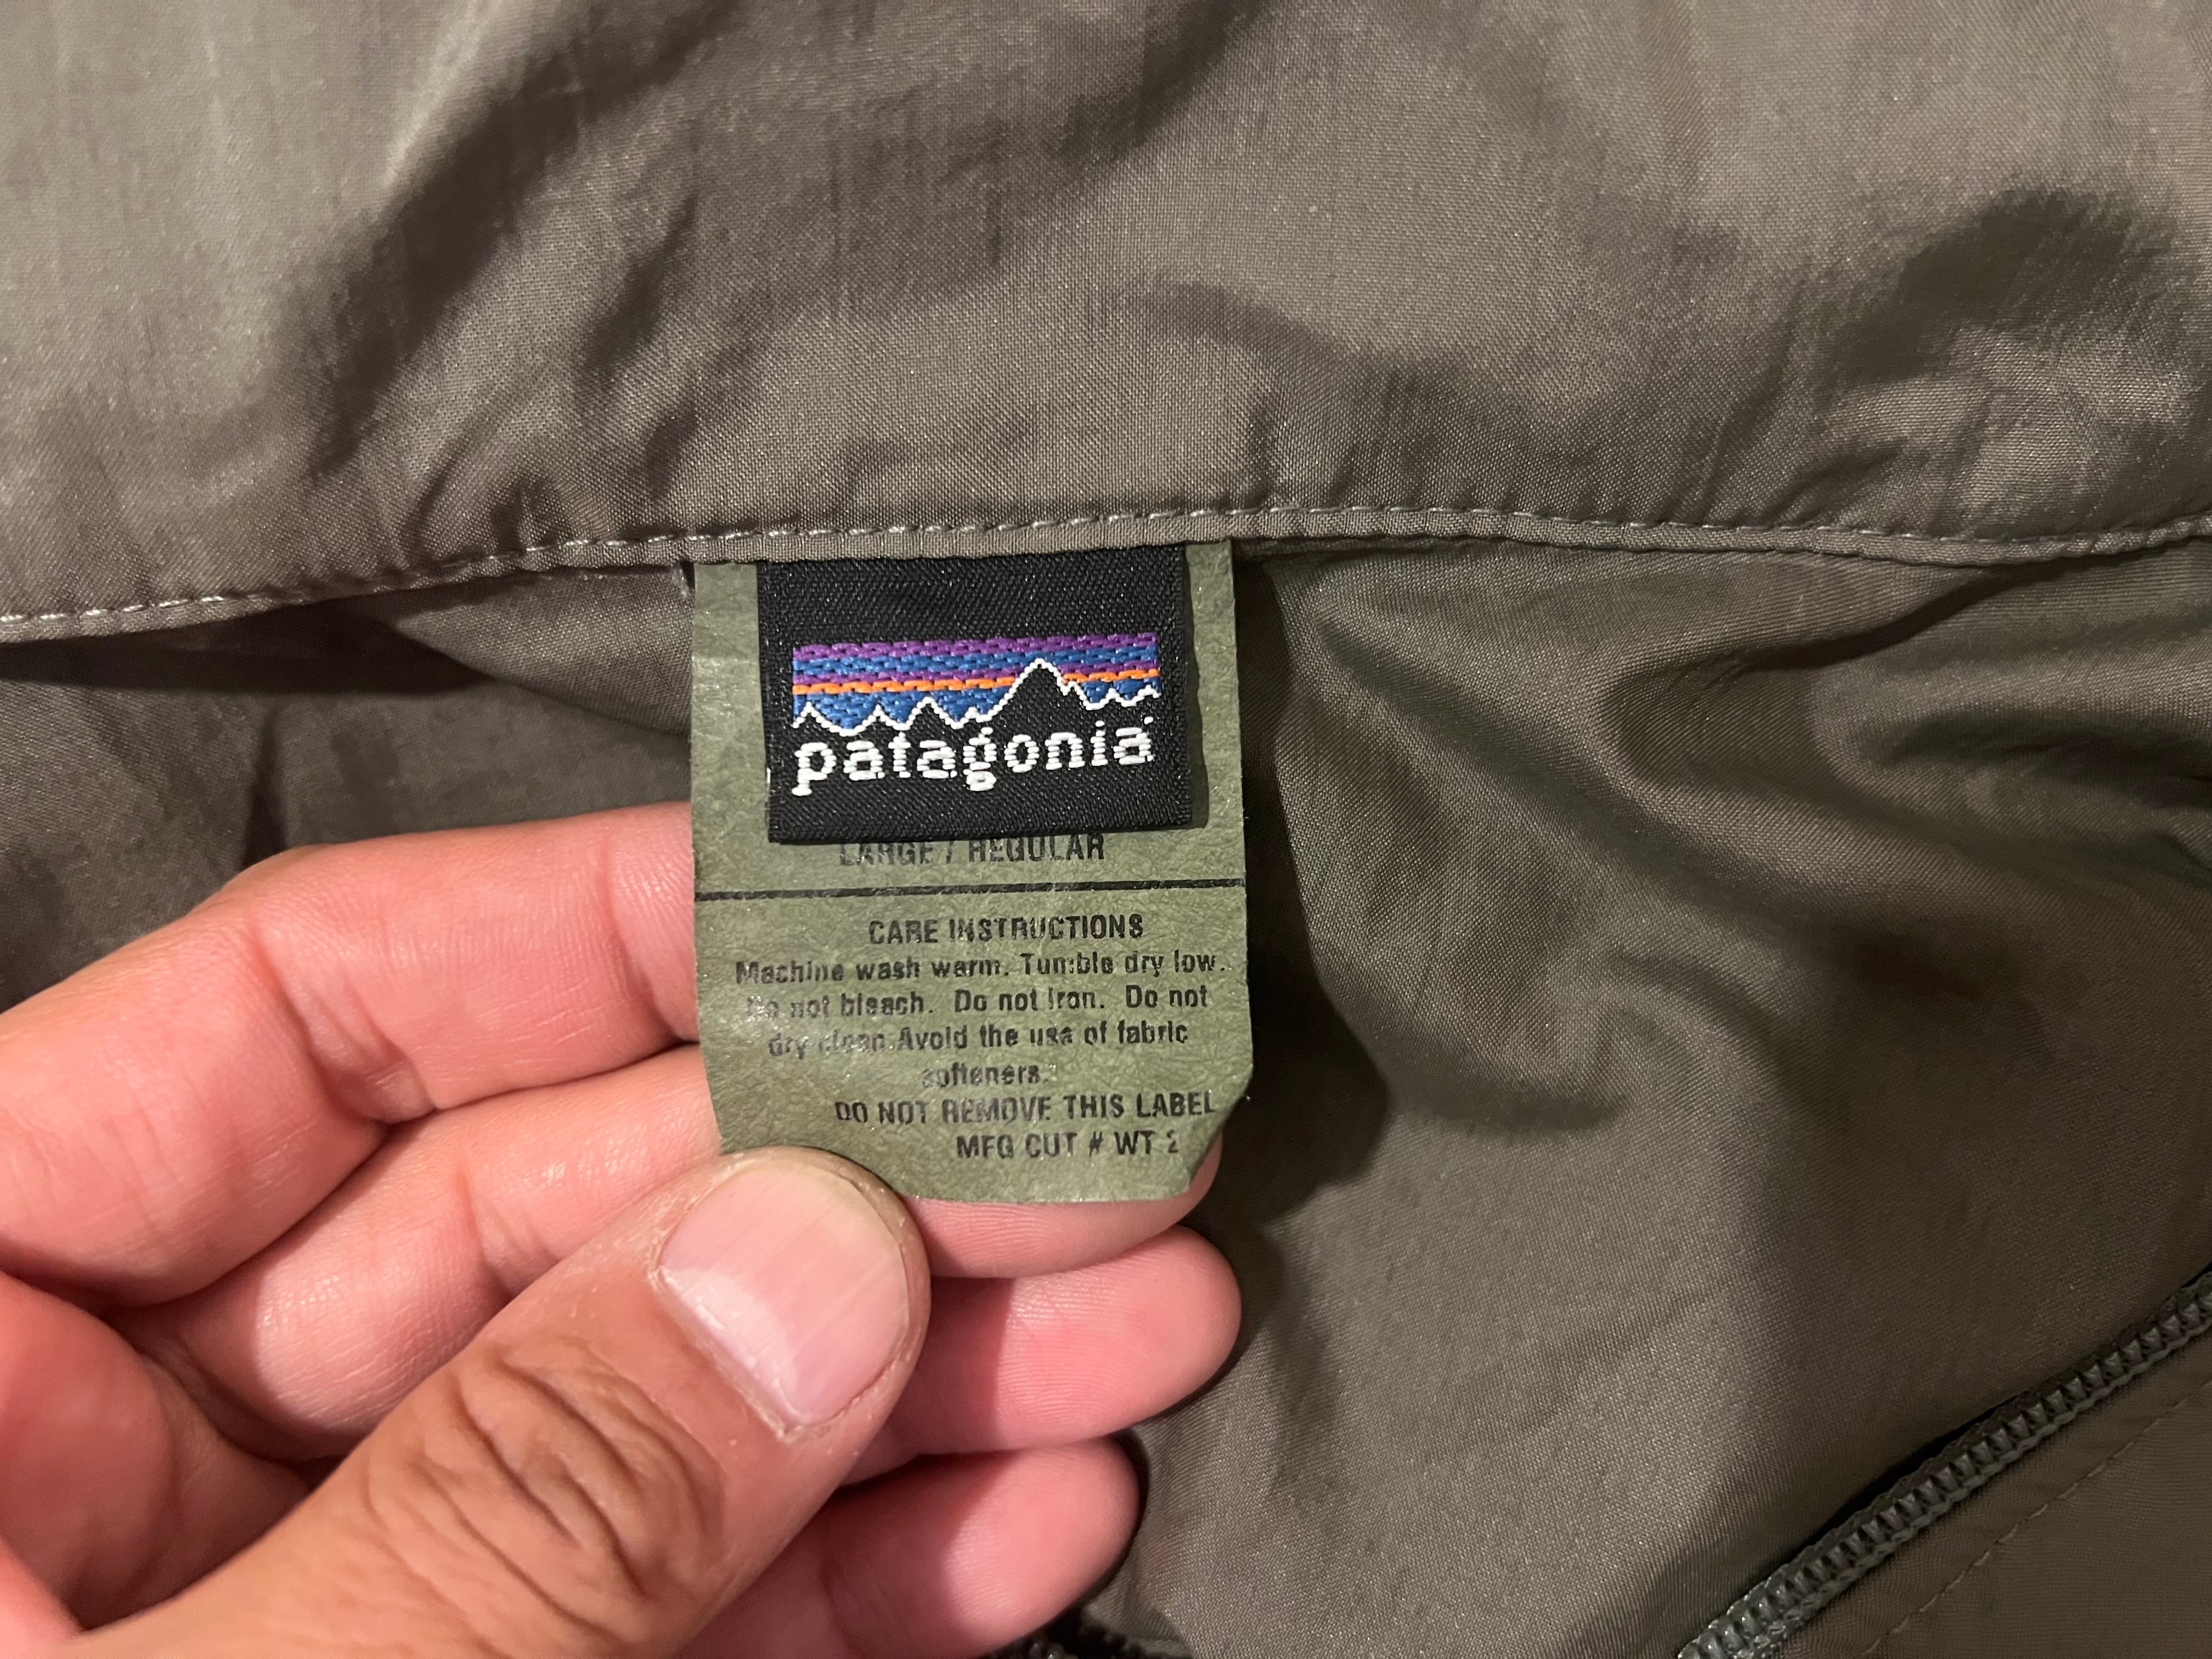 patagonia
LARGE / REGULAR
CARE INSTRUCTIONS
Machine wash warm. Tumble dry low.
Do not bleach. Do not iron. Do not
dry clean. Avoid the use of fabric
softeners.
DO NOT REMOVE THIS LABEL
MFG CUT # WT 2